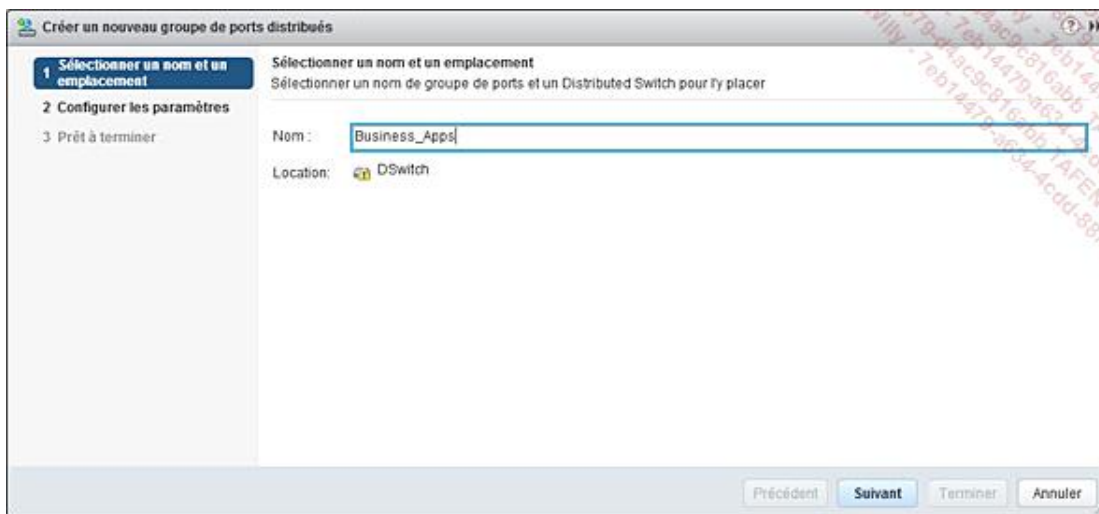 Créer un nouveau groupe de ports distribués
1 Sélectionner un nom et un
emplacement
2 Configurer les paramètres
3 Prêt à terminer
Sélectionner un nom et un emplacement
Sélectionner un nom de groupe de ports et un Distributed Switch pour l'y placer
Nom :
Business_Apps
Location:
DSwitch
Précédent
Suivant
Terminer
Annuler